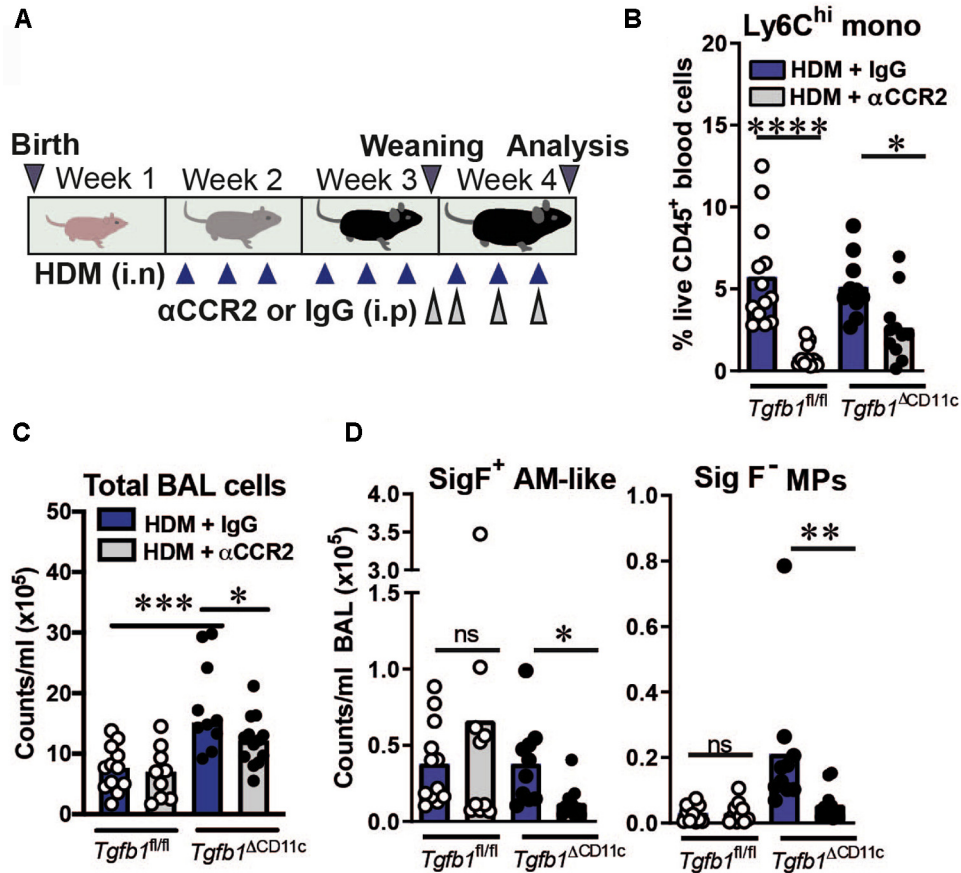 A
Birth
Weaning
Analysis
Week 1
Week 2
Week 3
Week 4
HDM (i.n)
αCCR2 or IgG (i.p)
B
Ly6Chi mono
% live CD45+ blood cells
20
15
10
5
0
HDM + IgG
HDM + αCCR2
****
*
Tgfb1fl/fl
Tgfb1ΔCD11c
C
Total BAL cells
Counts/ml (x105)
50
40
30
20
10
0
HDM + IgG
HDM + αCCR2
***
*
Tgfb1fl/fl
Tgfb1ΔCD11c
D
SigF+ AM-like
Counts/ml BAL (x105)
4.0
3.5
3.0
1.5
1.0
0.5
0.0
ns
*
Tgfb1fl/fl
Tgfb1ΔCD11c
Sig F- MPs
1.0
0.8
0.6
0.4
0.2
0.0
ns
**
Tgfb1fl/fl
Tgfb1ΔCD11c